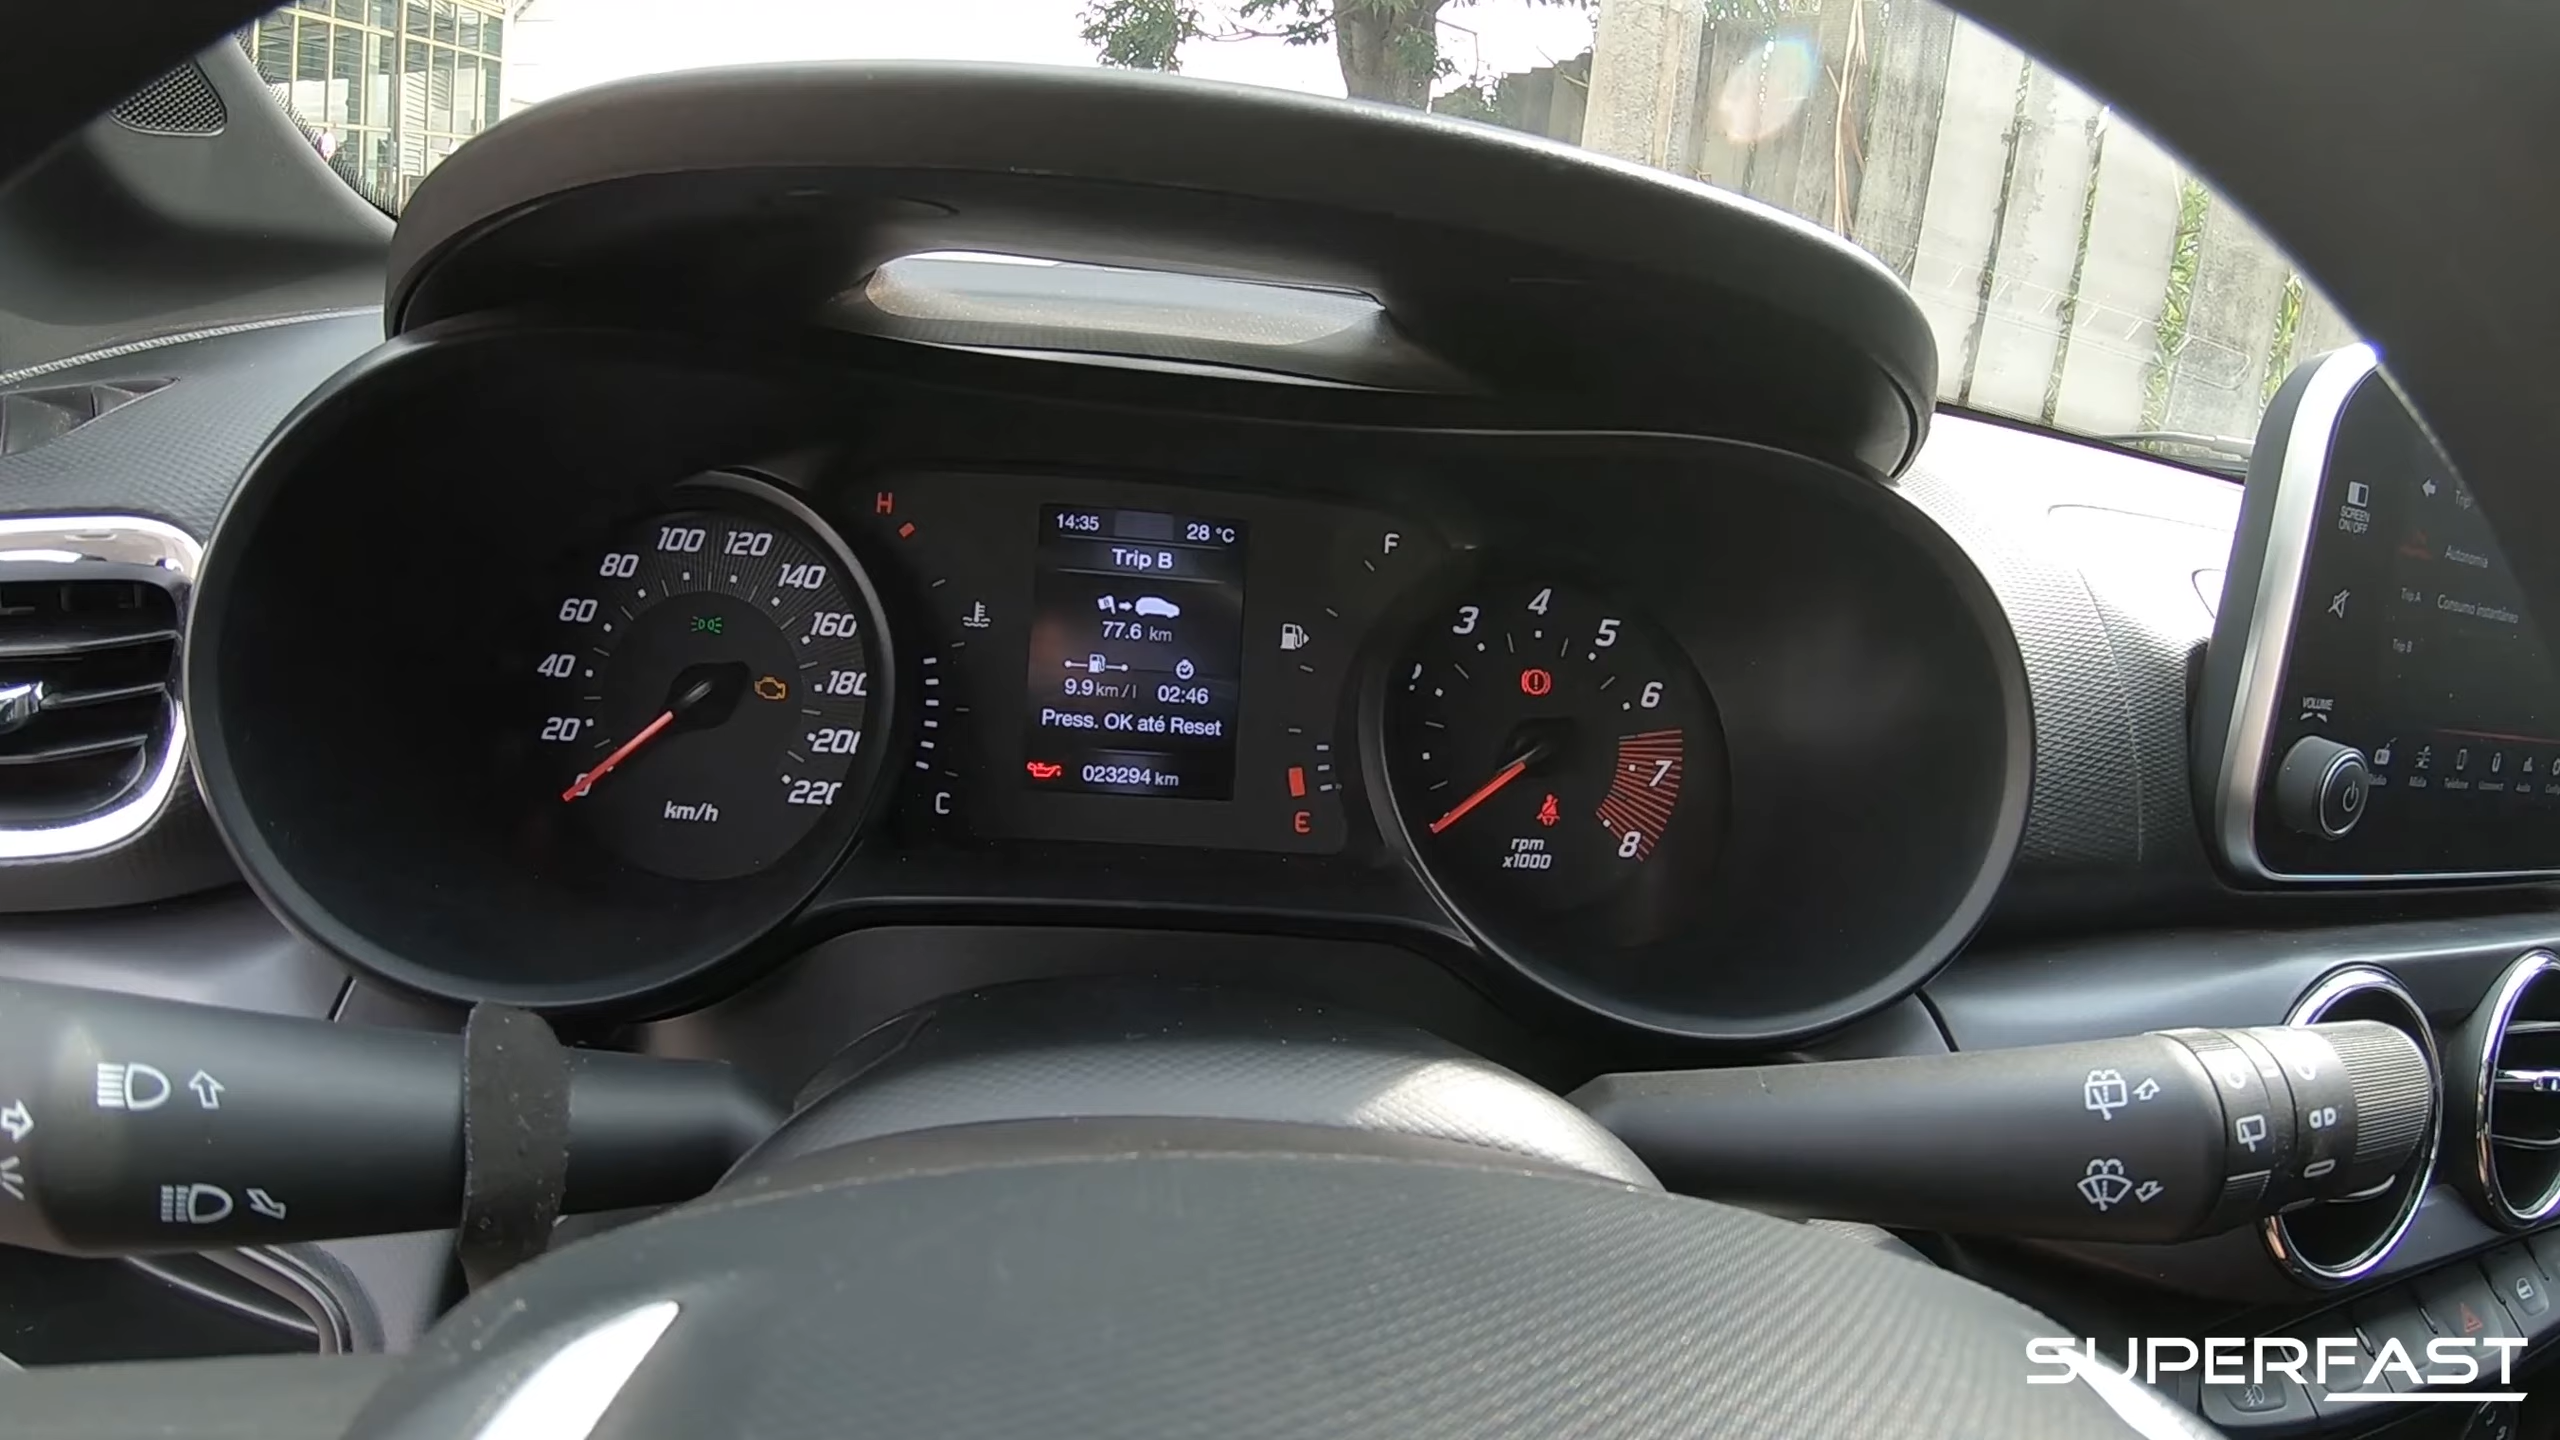 14:35 28 °C
Trip B
77.6 km
9.9 km/l 02:46
Press. OK até Reset
023294 km
H
C
F
E
0
20
40
60
80
100
120
140
160
180
220
km/h
3
4
5
6
7
8
rpm
x1000
SCREEN
ON/OFF
Autonomia
Trip A Consumo instantâneo
Trip B
VOLUME
SUPERFAST